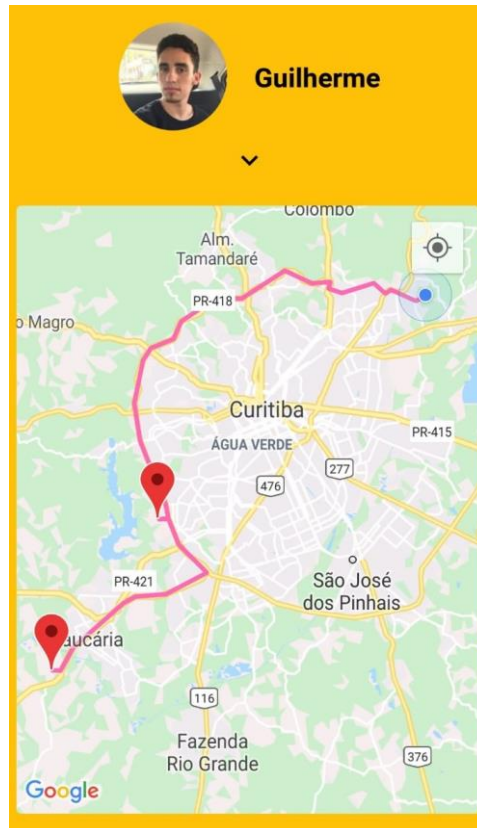 Guilherme
Colombo
Alm.
Tamandaré
PR-418
o Magro
Curitiba
PR-415
ÁGUA VERDE
277
476
PR-421
São José
dos Pinhais
aucária
116
Fazenda
Rio Grande
376
Google